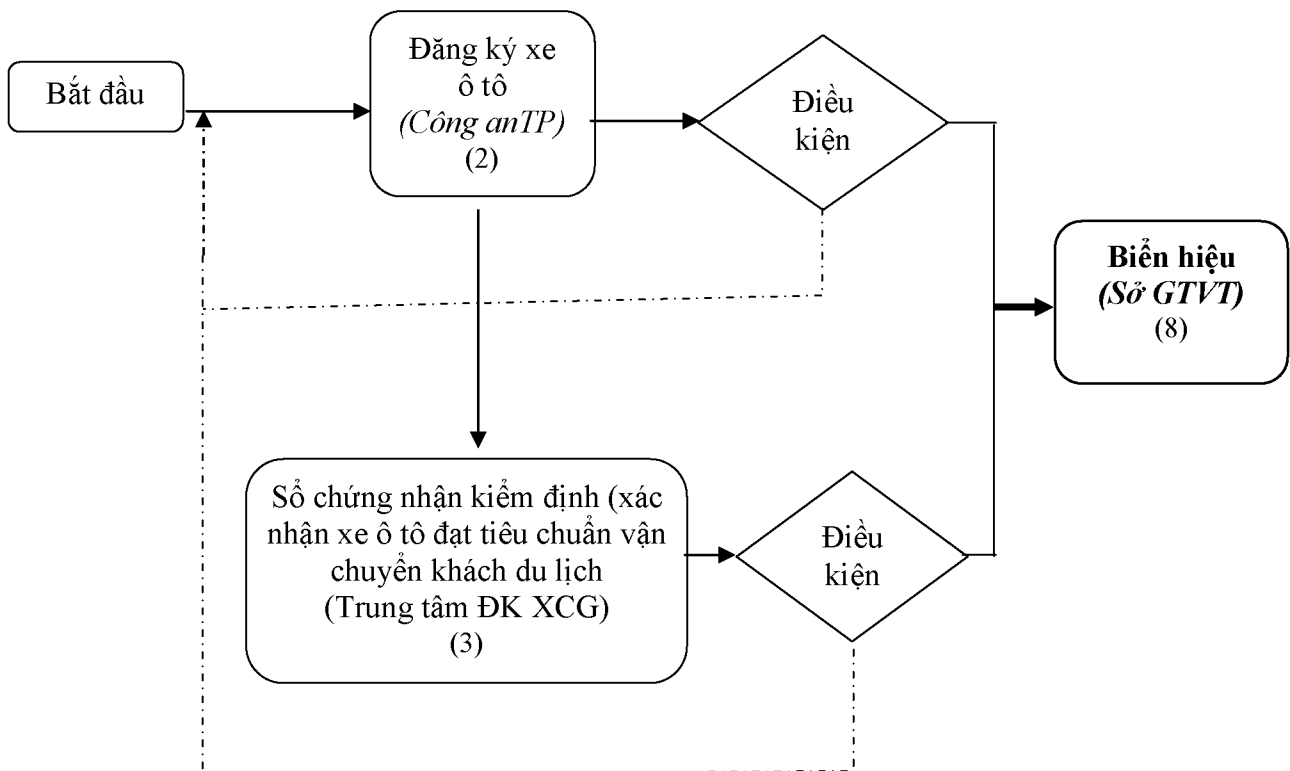 Bắt đầu
Đăng ký xe
ô tô
(Công anTP)
(2)
Điều
kiện
Biển hiệu
(Sở GTVT)
(8)
Sổ chứng nhận kiểm định (xác
nhận xe ô tô đạt tiêu chuẩn vận
chuyển khách du lịch
(Trung tâm ĐK XCG)
(3)
Điều
kiện